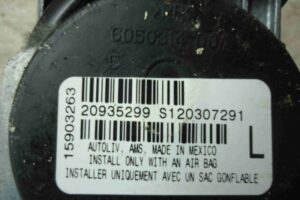 15903263
20935299 S120307291
L
AUTOLIV, AMS, MADE IN MEXICO
INSTALL ONLY WITH AN AIR BAG
INSTALLER UNIQUEMENT AVEC UN SAC GONFLABLE